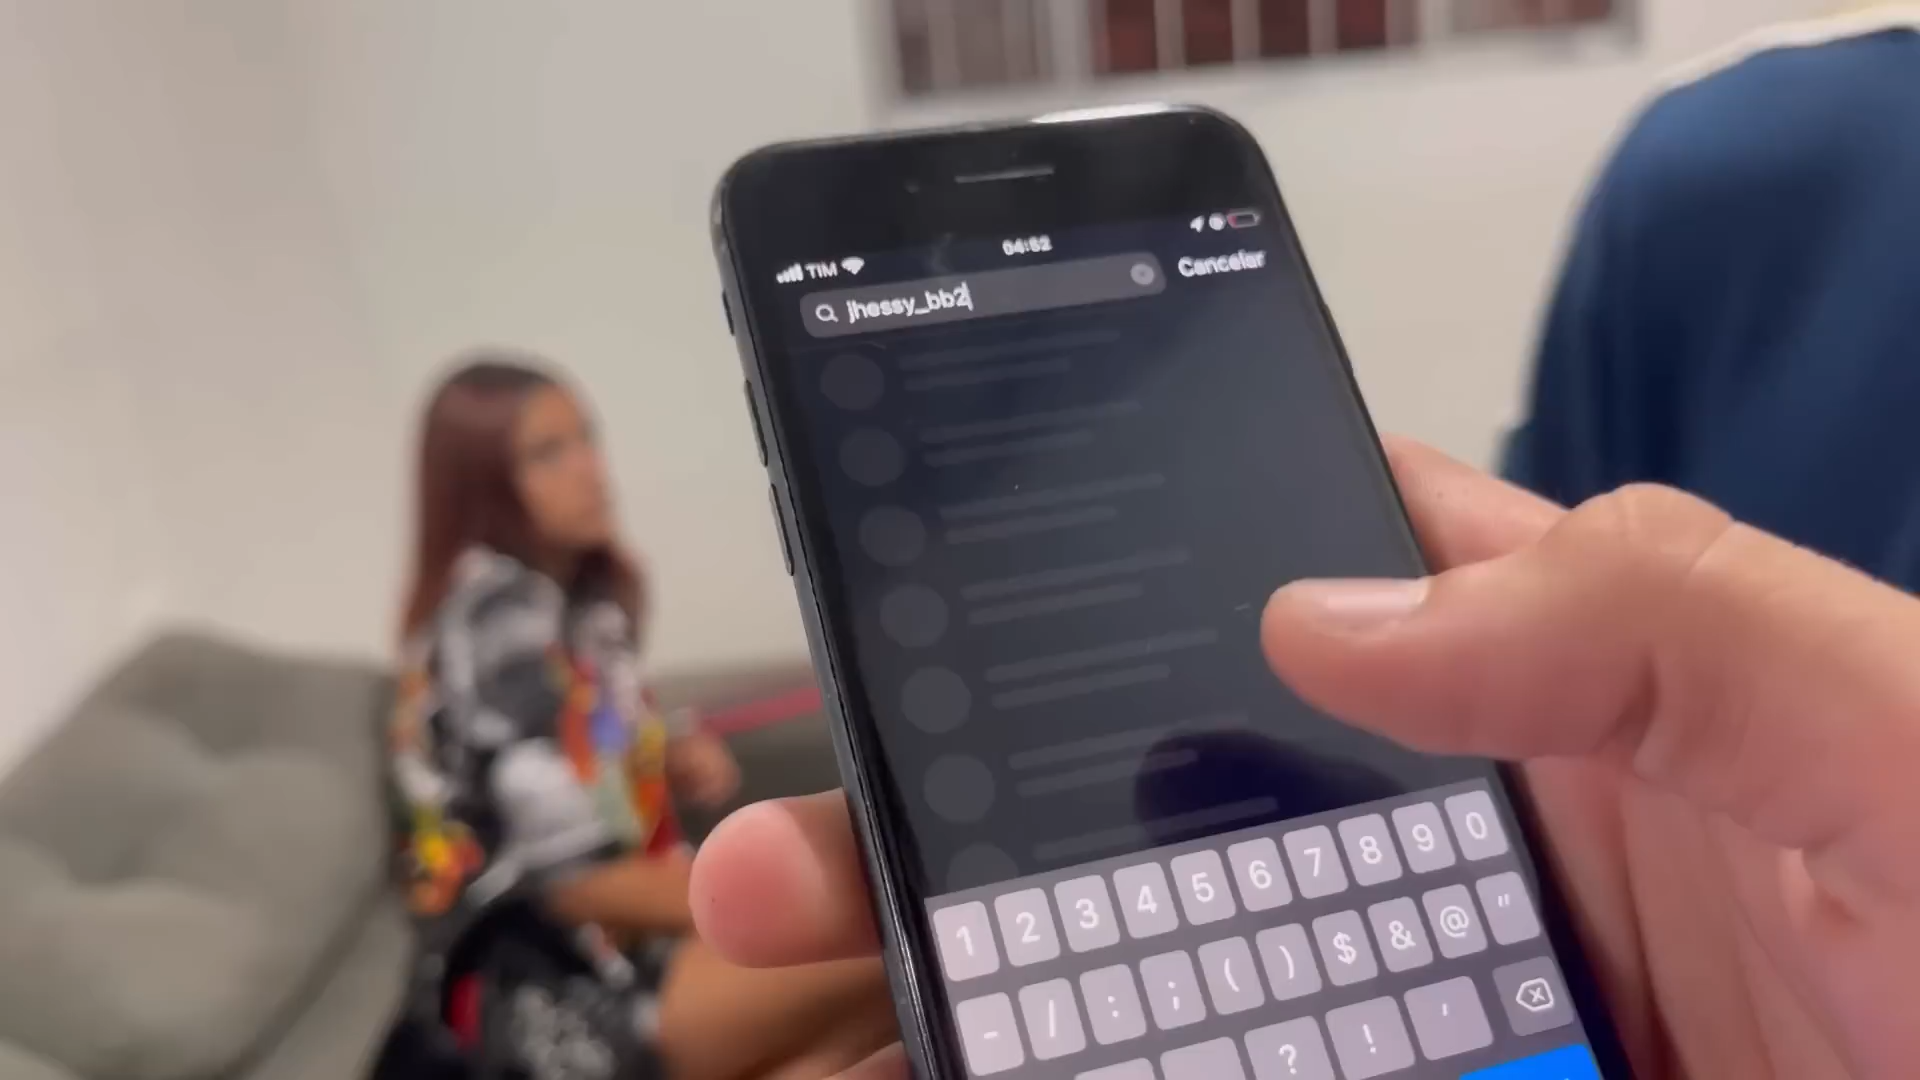 TIM
04:52
jhessy_bb2
Cancelar
1 2 3 4 5 6 7 8 9 0
- / : ; ( ) $ & @ "
? ! '